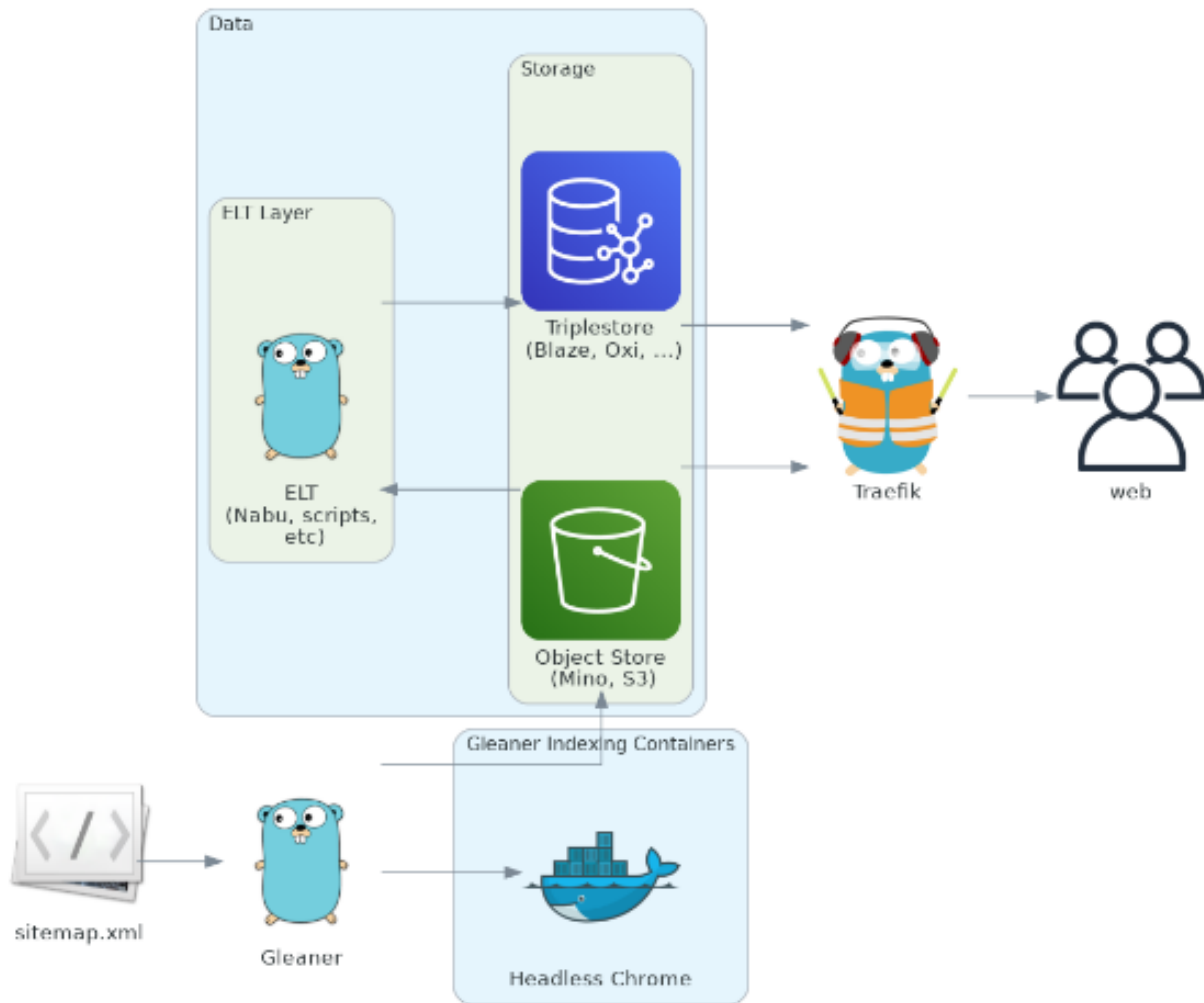 Data
Storage
ELT Layer
Triplestore
(Blaze, Oxi, ...)
ELT
(Nabu, scripts,
etc)
Traefik
web
Object Store
(Mino, S3)
Gleaner Indexing Containers
sitemap.xml
Gleaner
Headless Chrome